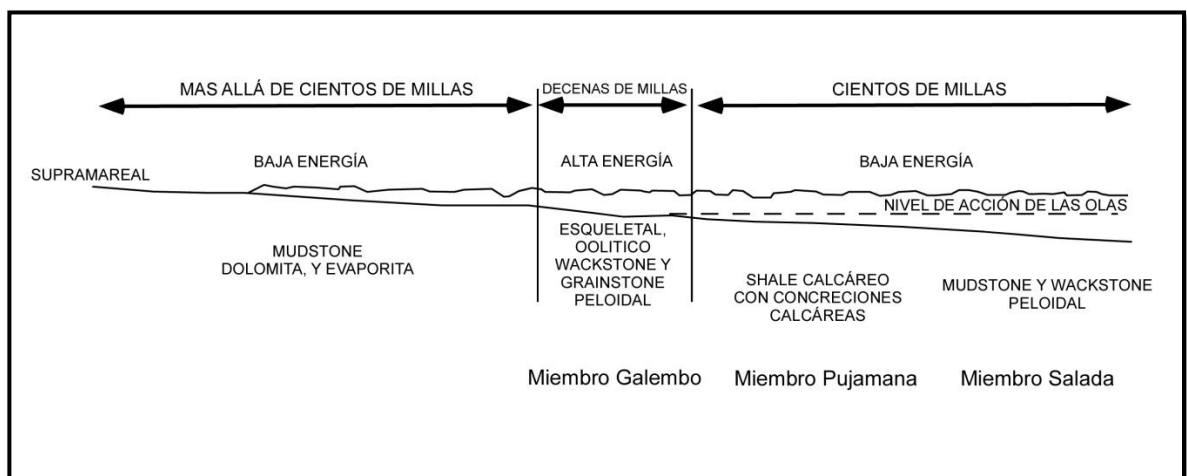 MAS ALLÁ DE CIENTOS DE MILLAS
DECENAS DE MILLAS
CIENTOS DE MILLAS
BAJA ENERGÍA
ALTA ENERGÍA
BAJA ENERGÍA
SUPRAMAREAL
NIVEL DE ACCIÓN DE LAS OLAS
MUDSTONE
DOLOMITA, Y EVAPORITA
ESQUELETAL,
OOLITICO
WACKSTONE Y
GRAINSTONE
PELOIDAL
SHALE CALCÁREO
CON CONCRECIONES
CALCÁREAS
MUDSTONE Y WACKSTONE
PELOIDAL
Miembro Galembo
Miembro Pujamana
Miembro Salada